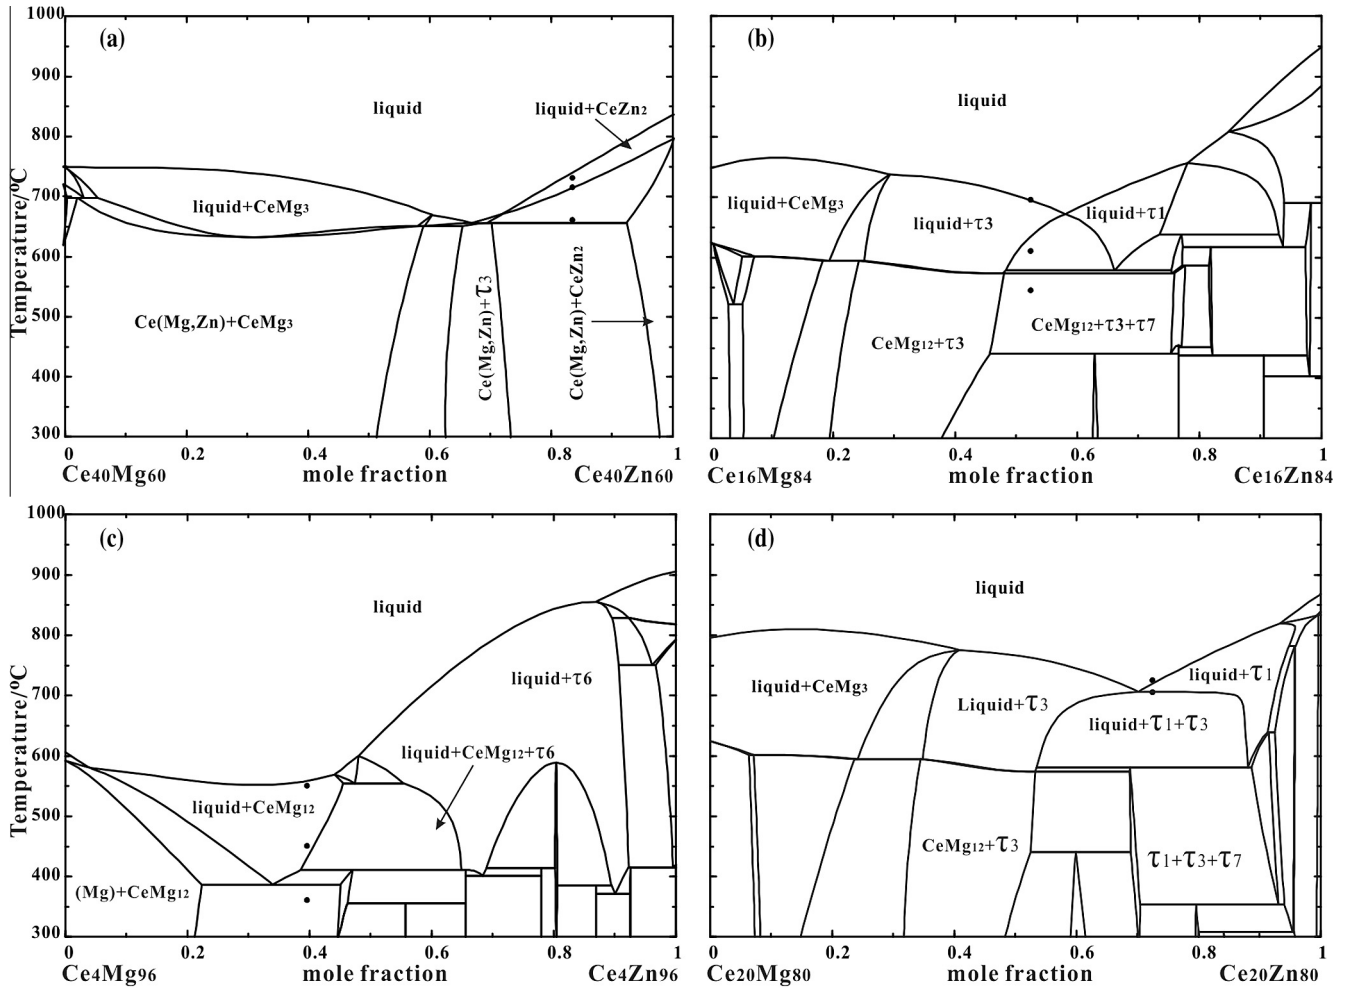 (a)
1000
900
800
700
600
500
400
300
Temperature/ºC
liquid
liquid+CeZn2
liquid+CeMg3
Ce(Mg,Zn)+CeMg3
Ce(Mg,Zn)+τ3
Ce(Mg,Zn)+CeZn2
0 0.2 0.4 0.6 0.8 1
Ce40Mg60 mole fraction Ce40Zn60
(b)
liquid
liquid+CeMg3
liquid+τ3
liquid+τ1
CeMg12+τ3
CeMg12+τ3+τ7
0 0.2 0.4 0.6 0.8 1
Ce16Mg84 mole fraction Ce16Zn84
(c)
1000
900
800
700
600
500
400
300
Temperature/ºC
liquid
liquid+τ6
liquid+CeMg12+τ6
liquid+CeMg12
(Mg)+CeMg12
0 0.2 0.4 0.6 0.8 1
Ce4Mg96 mole fraction Ce4Zn96
(d)
liquid
liquid+CeMg3
Liquid+τ3
liquid+τ1
liquid+τ1+τ3
CeMg12+τ3
τ1+τ3+τ7
0 0.2 0.4 0.6 0.8 1
Ce20Mg80 mole fraction Ce20Zn80